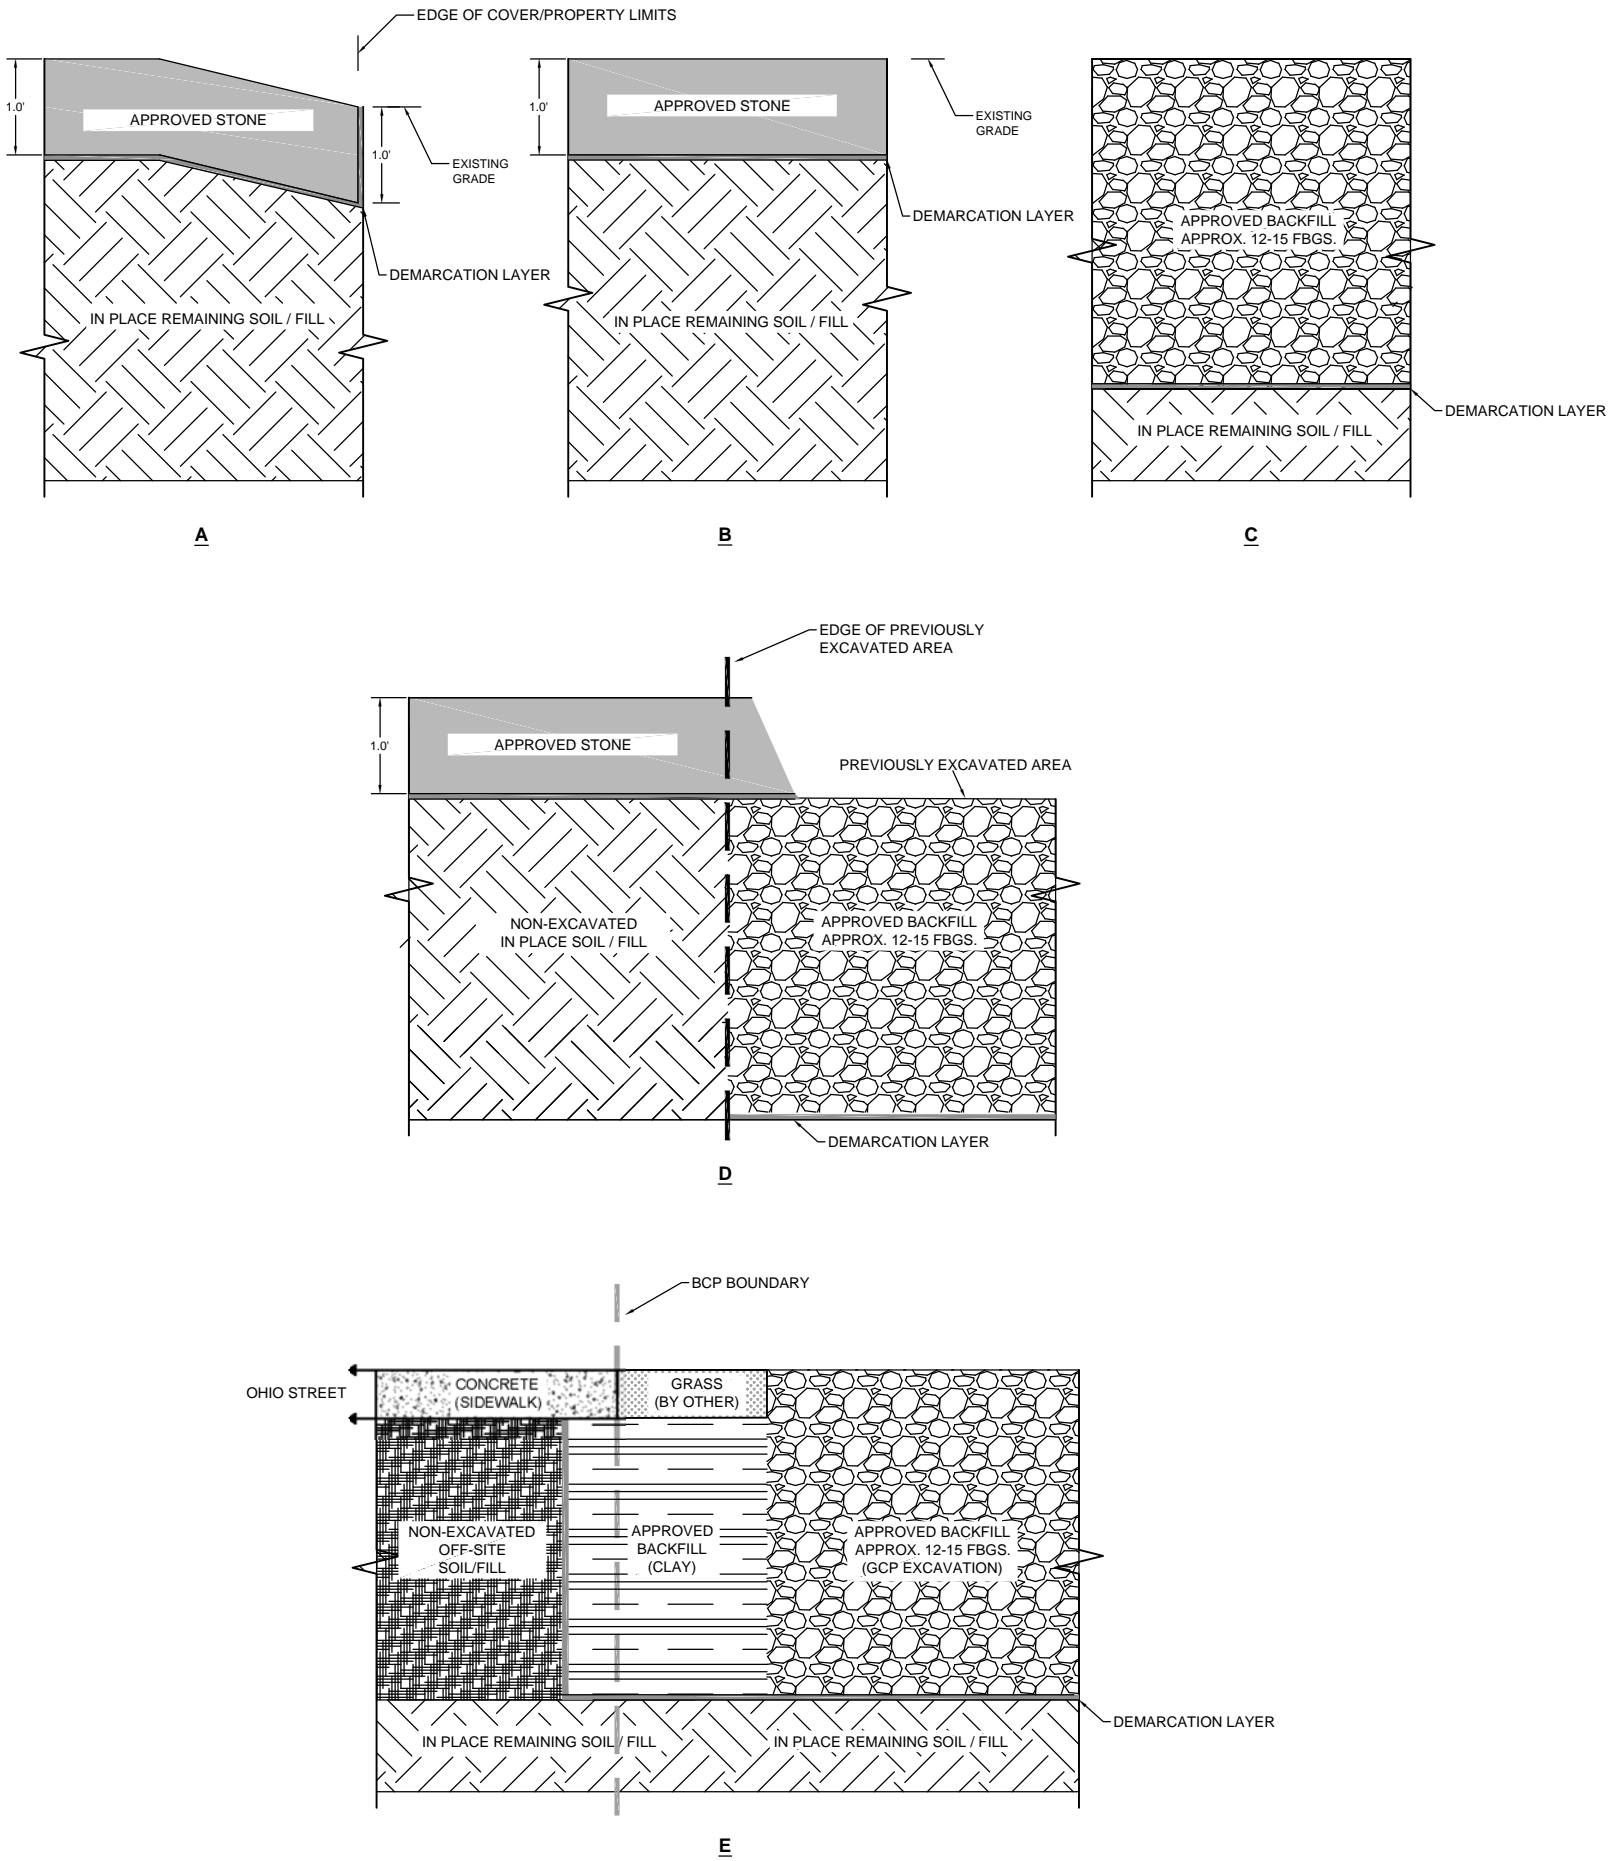 EDGE OF COVER/PROPERTY LIMITS
1.0'
APPROVED STONE
1.0'
EXISTING
GRADE
DEMARCATION LAYER
IN PLACE REMAINING SOIL / FILL
A
1.0'
APPROVED STONE
EXISTING
GRADE
DEMARCATION LAYER
IN PLACE REMAINING SOIL / FILL
B
APPROVED BACKFILL
APPROX. 12-15 FBGS.
DEMARCATION LAYER
IN PLACE REMAINING SOIL / FILL
C
EDGE OF PREVIOUSLY
EXCAVATED AREA
1.0'
APPROVED STONE
PREVIOUSLY EXCAVATED AREA
NON-EXCAVATED
IN PLACE SOIL / FILL
APPROVED BACKFILL
APPROX. 12-15 FBGS.
DEMARCATION LAYER
D
BCP BOUNDARY
OHIO STREET
CONCRETE
(SIDEWALK)
GRASS
(BY OTHER)
NON-EXCAVATED
OFF-SITE
SOIL/FILL
APPROVED
BACKFILL
(CLAY)
APPROVED BACKFILL
APPROX. 12-15 FBGS.
(GCP EXCAVATION)
DEMARCATION LAYER
IN PLACE REMAINING SOIL / FILL
IN PLACE REMAINING SOIL / FILL
E